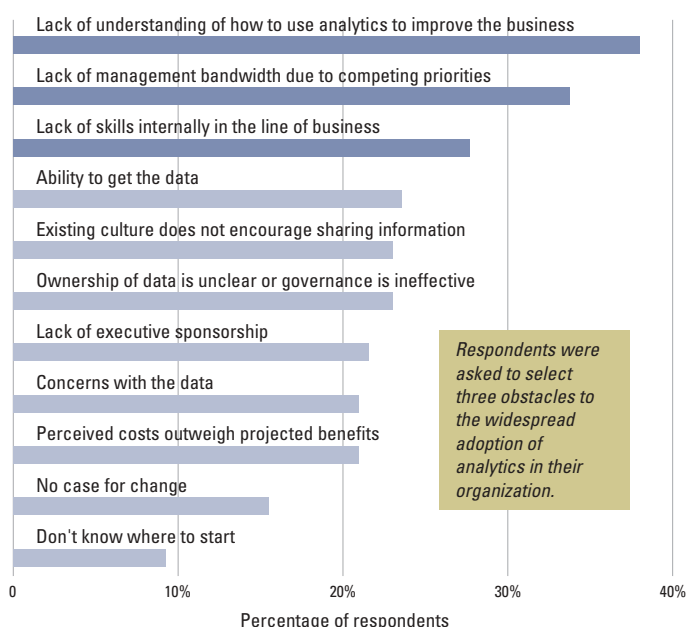 Lack of understanding of how to use analytics to improve the business
Lack of management bandwidth due to competing priorities
Lack of skills internally in the line of business
Ability to get the data
Existing culture does not encourage sharing information
Ownership of data is unclear or governance is ineffective
Lack of executive sponsorship
Respondents were
asked to select
three obstacles to
the widespread
adoption of
analytics in their
organization.
Concerns with the data
Perceived costs outweigh projected benefits
No case for change
Don't know where to start
0 10% 20% 30% 40%
Percentage of respondents